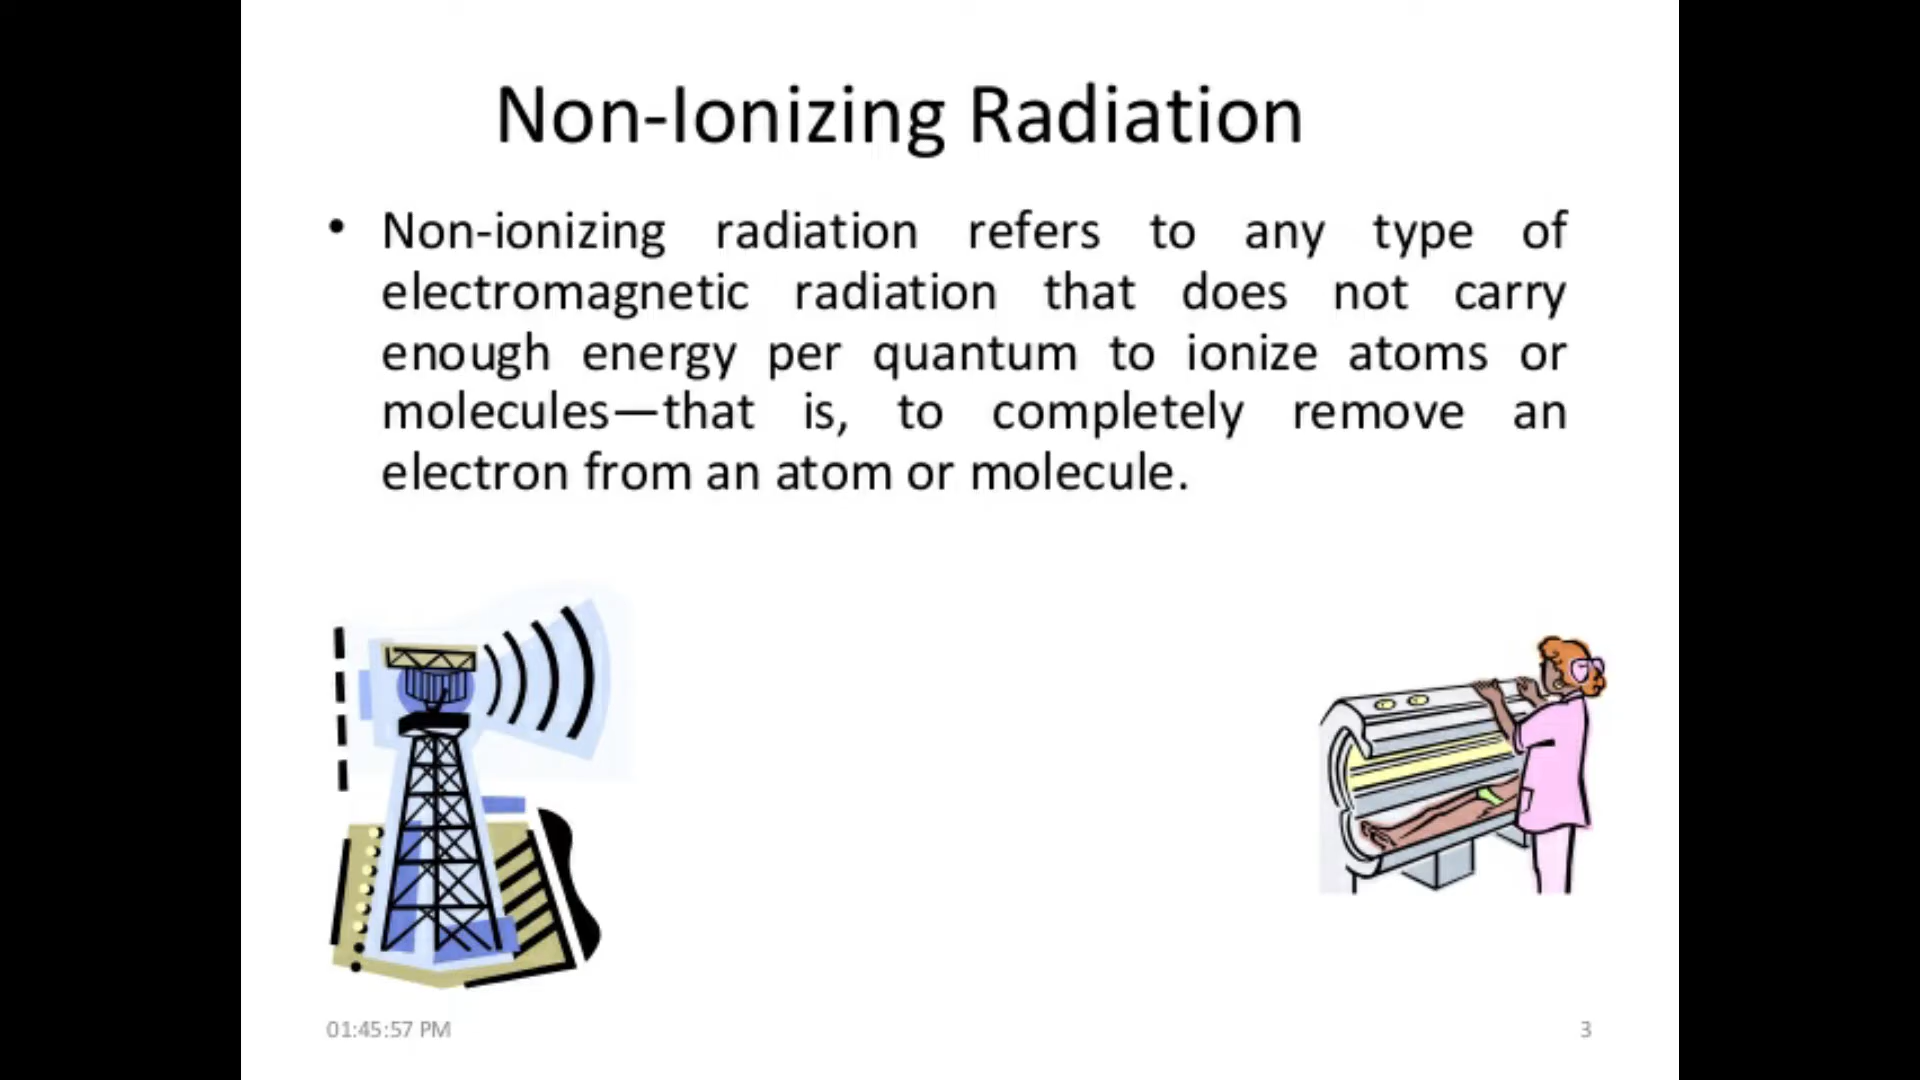 Non-Ionizing Radiation
• Non-ionizing radiation refers to any type of
electromagnetic radiation that does not carry
enough energy per quantum to ionize atoms or
molecules—that is, to completely remove an
electron from an atom or molecule.
01:45:57 PM
3